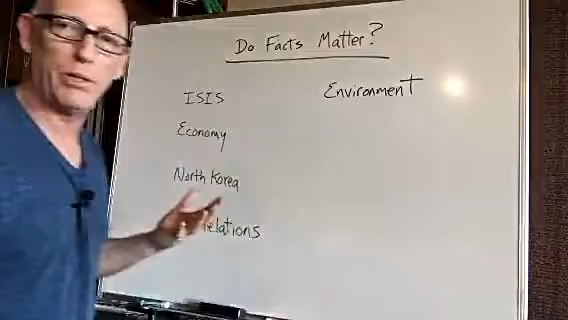 Do Facts Matter?
ISIS
Environment
Economy
North Korea
relations